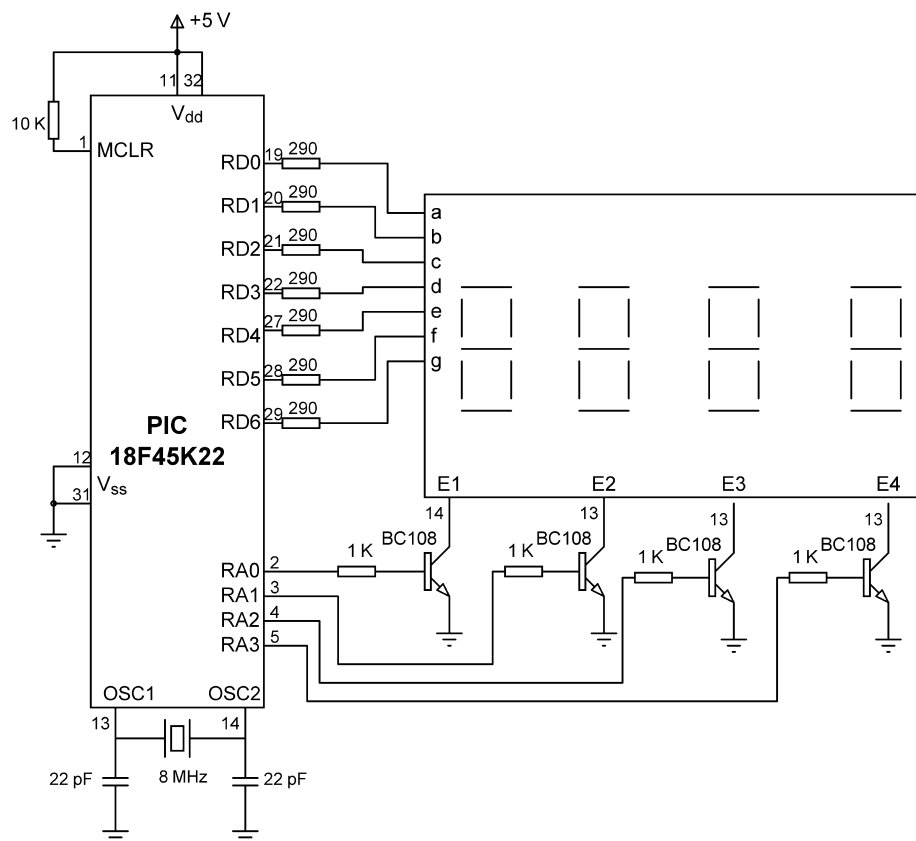 +5 V
11 32
Vdd
10 K
1
MCLR
RD0 19 290
RD1 20 290
RD2 21 290
RD3 22 290
RD4 27 290
RD5 28 290
RD6 29 290
a
b
c
d
e
f
g
PIC
18F45K22
12
Vss
31
E1 E2 E3 E4
14 13 13 13
1 K BC108 1 K BC108 1 K BC108 1 K BC108
RA0 2
RA1 3
RA2 4
RA3 5
OSC1 OSC2
13 14
22 pF 8 MHz 22 pF